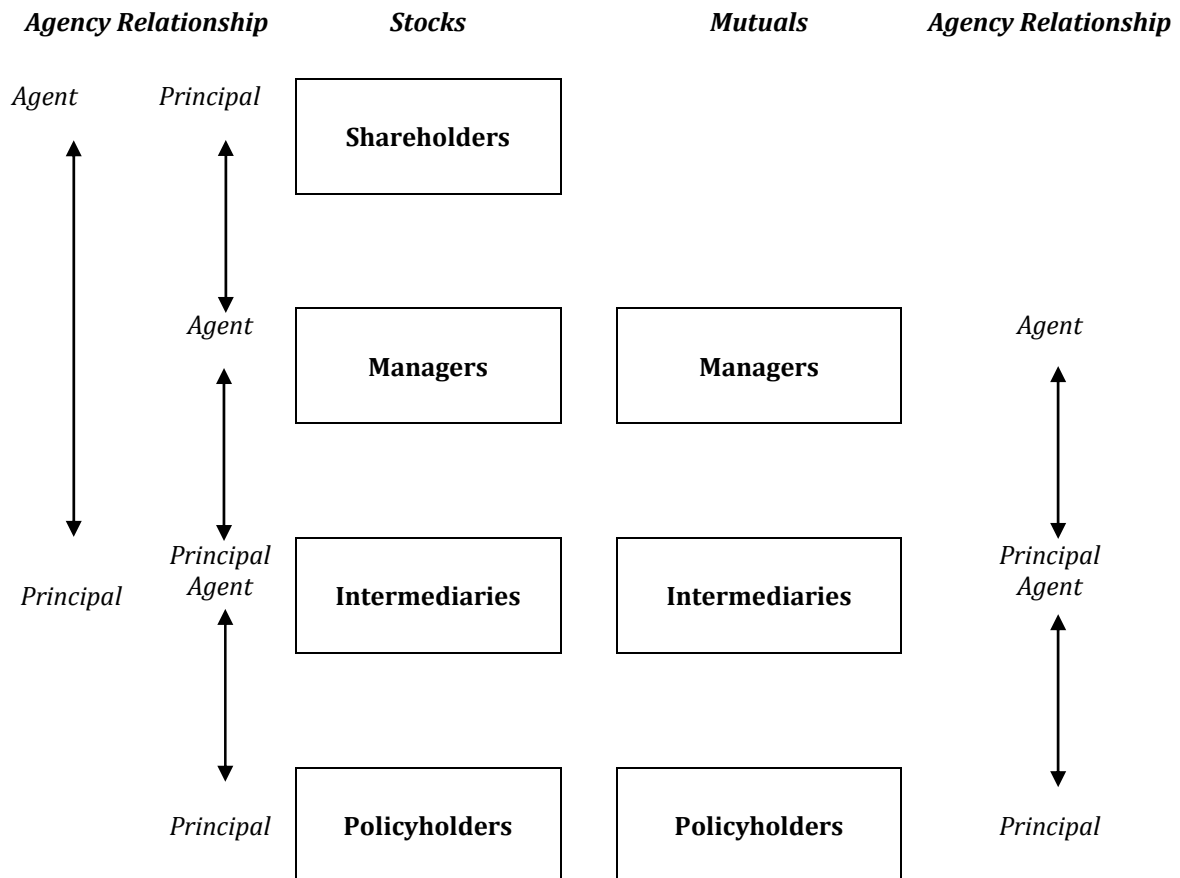 Agency Relationship Stocks Mutuals Agency Relationship
Agent Principal
Shareholders
Agent Agent
Managers Managers
Principal Principal
Agent Agent
Principal Intermediaries Intermediaries
Principal Policyholders Policyholders Principal